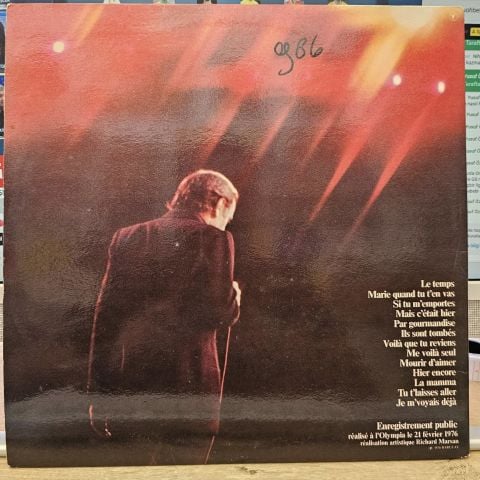 Le temps
Marie quand tu t'en vas
Si tu m'emportes
Mais c'était hier
Par gourmandise
Ils sont tombés
Voilà que tu reviens
Me voilà seul
Mourir d'aimer
Hier encore
La mamma
Tu t'laisses aller
Je m'voyais déjà
Enregistrement public
réalisé à l'Olympia le 21 février 1976
réalisation artistique Richard Marsan